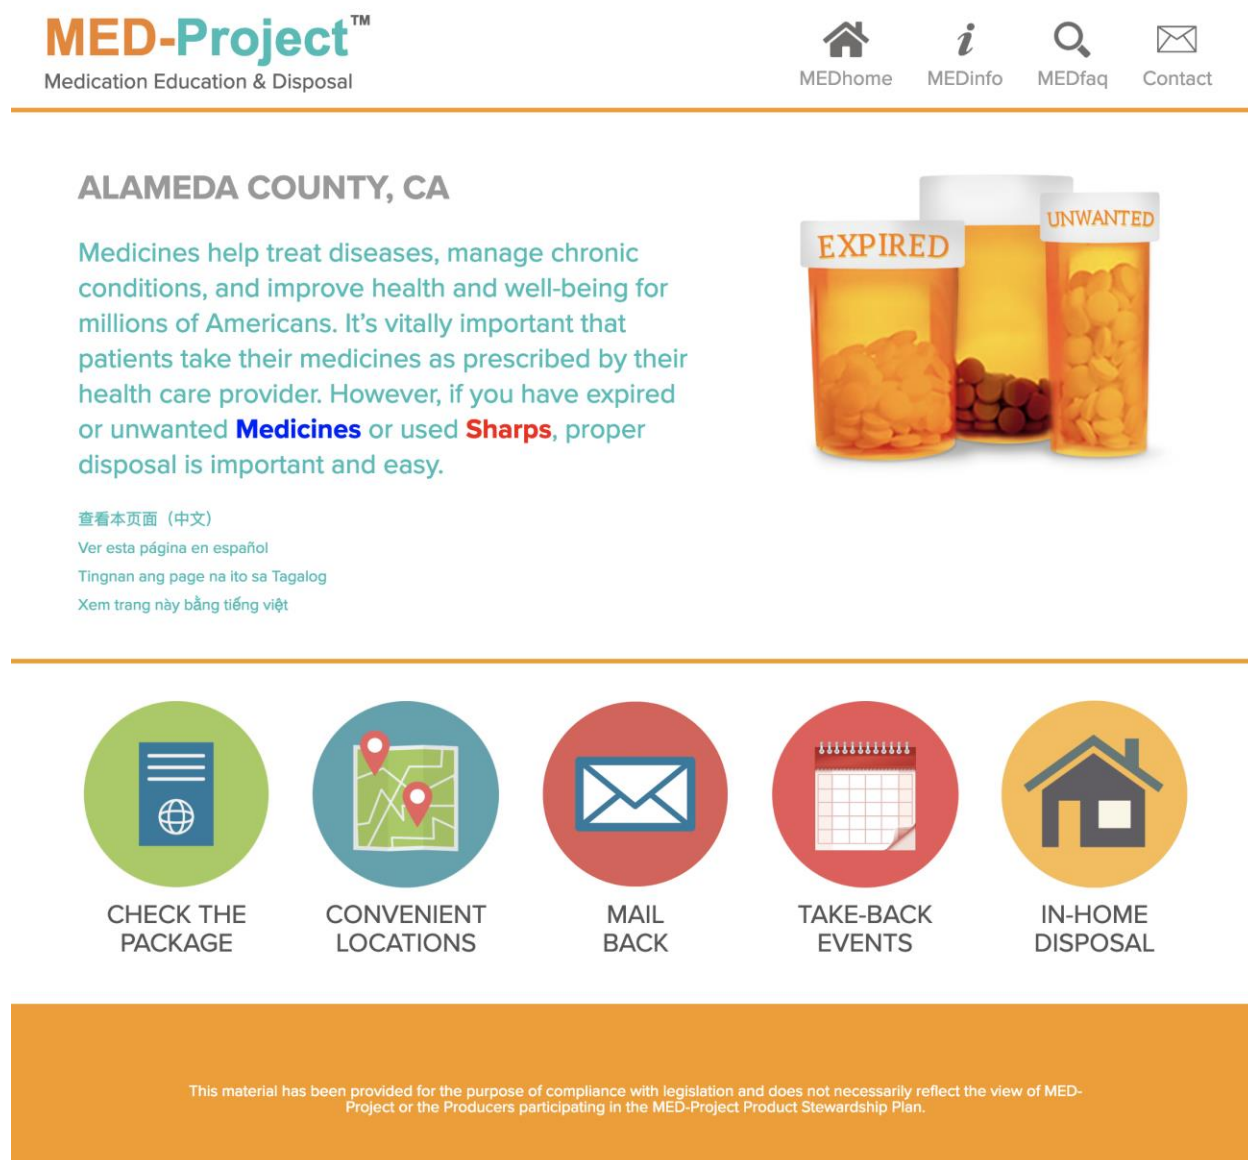 MED-Project™
Medication Education & Disposal
MEDhome
MEDinfo
MEDfaq
Contact
ALAMEDA COUNTY, CA
Medicines help treat diseases, manage chronic
conditions, and improve health and well-being for
millions of Americans. It’s vitally important that
patients take their medicines as prescribed by their
health care provider. However, if you have expired
or unwanted Medicines or used Sharps, proper
disposal is important and easy.
EXPIRED
UNWANTED
查看本页面（中文）
Ver esta página en español
Tingnan ang page na ito sa Tagalog
Xem trang này bằng tiếng việt
CHECK THE
PACKAGE
CONVENIENT
LOCATIONS
MAIL
BACK
TAKE-BACK
EVENTS
IN-HOME
DISPOSAL
This material has been provided for the purpose of compliance with legislation and does not necessarily reflect the view of MED-
Project or the Producers participating in the MED-Project Product Stewardship Plan.